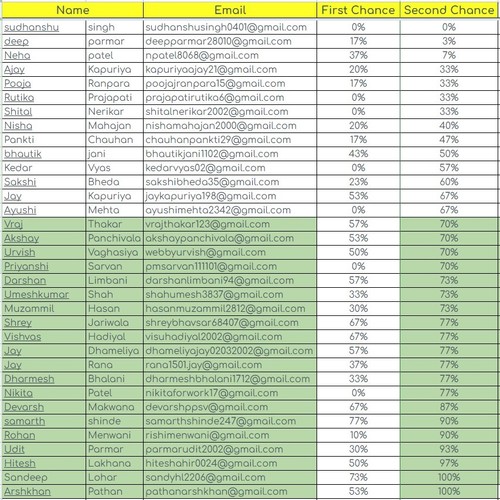 Name Email First Chance Second Chance
sudhanshu singh sudhanshusingh0401@gmail.com 0% 0%
deep parmar deepparmar28010@gmail.com 17% 3%
Neha patel npatel8068@gmail.com 37% 7%
Ajay Kapuriya kapuriyaajay21@gmail.com 20% 33%
Pooja Ranpara poojajranpara15@gmail.com 17% 33%
Rutika Prajapati prajapatirutika6@gmail.com 0% 33%
Shital Nerikar shitalnerikar2002@gmail.com 0% 33%
Nisha Mahajan nishamahajan2000@gmail.com 20% 40%
Pankti Chauhan chauhanpankti29@gmail.com 17% 47%
bhautik jani bhautikjani1102@gmail.com 43% 50%
Kedar Vyas kedarvyas02@gmail.com 0% 57%
Sakshi Bheda sakshibheda35@gmail.com 23% 60%
Jay Kapuriya jaykapuriya198@gmail.com 53% 67%
Ayushi Mehta ayushimehta2342@gmail.com 0% 67%
Vraj Thakar vrajthakar123@gmail.com 57% 70%
Akshay Panchivala akshaypanchivala@gmail.com 53% 70%
Urvish Vaghasiya webbyurvish@gmail.com 50% 70%
Priyanshi Sarvan pmsarvan111101@gmail.com 0% 70%
Darshan Limbani darshanlimbani94@gmail.com 57% 73%
Umeshkumar Shah shahumesh3837@gmail.com 33% 73%
Muzammil Hasan hasanmuzammil2812@gmail.com 30% 73%
Shrey Jariwala shreybhavsar68407@gmail.com 67% 77%
Vishvas Hadiyal visuhadiyal2002@gmail.com 67% 77%
Jay Dhameliya dhameliyajay02032002@gmail.com 57% 77%
Jay Rana rana1501.jay@gmail.com 37% 77%
Dharmesh Bhalani dharmeshbhalani1712@gmail.com 33% 77%
Nikita Patel nikitaforwork17@gmail.com 0% 77%
Devarsh Makwana devarshppsv@gmail.com 67% 87%
samarth shinde samarthshinde247@gmail.com 77% 90%
Rohan Menwani rishimenwani@gmail.com 10% 90%
Udit Parmar parmarudit2002@gmail.com 30% 93%
Hitesh Lakhana hiteshahir0024@gmail.com 50% 97%
Sandeep Lohar sandyhl2206@gmail.com 73% 100%
Arshkhan Pathan pathanarshkhan@gmail.com 53% 100%